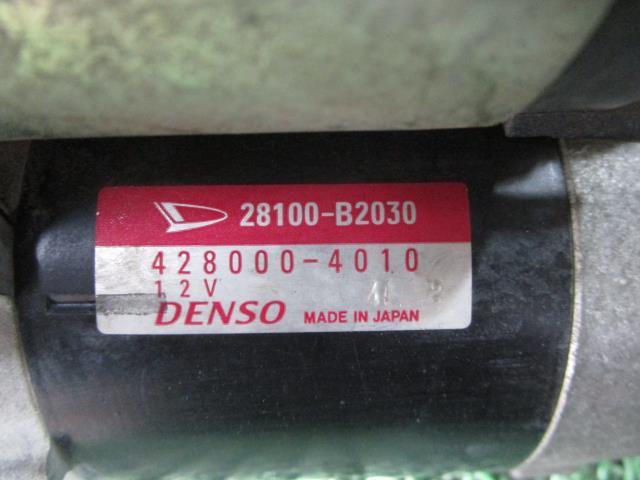 28100-B2030
428000-4010
12V
DENSO MADE IN JAPAN